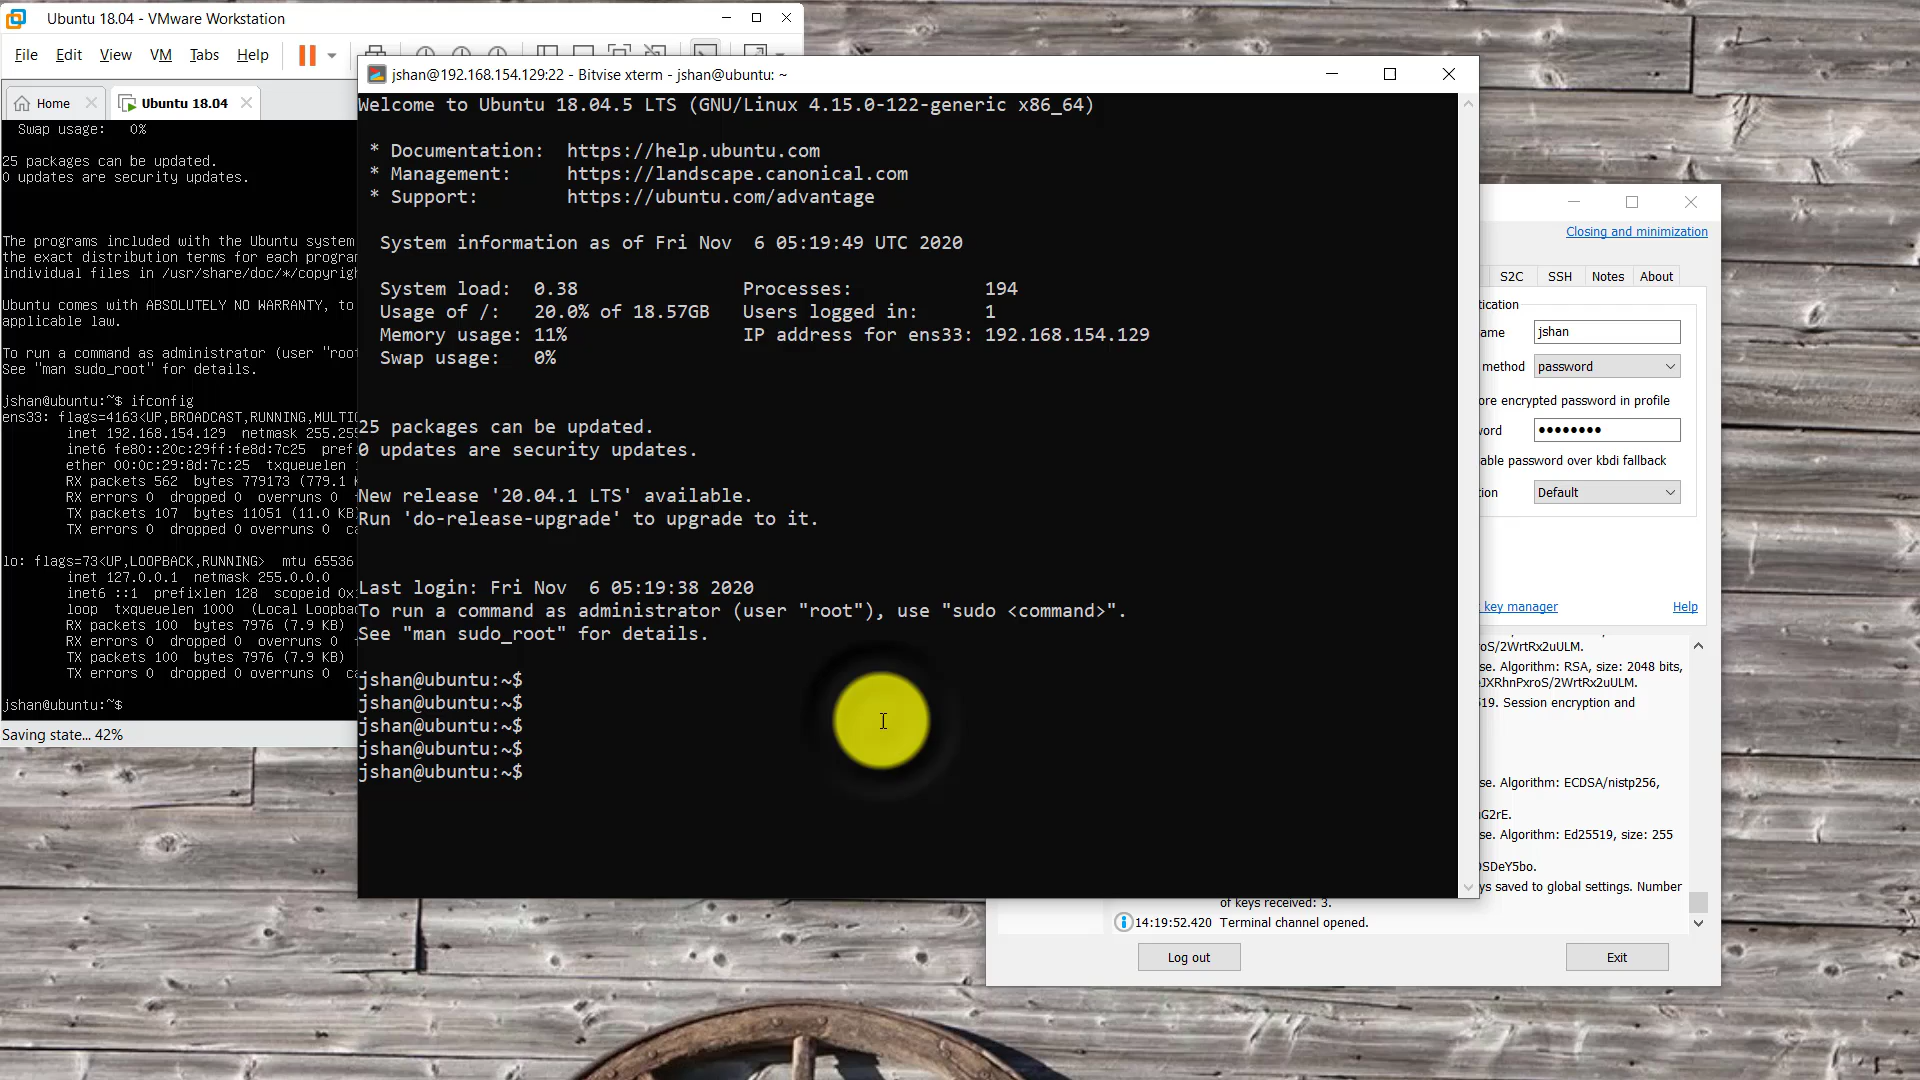 Ubuntu 18.04 - VMware Workstation
File Edit View VM Tabs Help
Home
Ubuntu 18.04
Swap usage: 0%
25 packages can be updated.
0 updates are security updates.
The programs included with the Ubuntu system
the exact distribution terms for each program
individual files in /usr/share/doc/*/copyrigh
Ubuntu comes with ABSOLUTELY NO WARRANTY, to
applicable law.
To run a command as administrator (user "root
See "man sudo_root" for details.
jshan@ubuntu:~$ ifconfig
ens33: flags=4163<UP,BROADCAST,RUNNING,MULTIC
inet 192.168.154.129 netmask 255.255
inet6 fe80::20c:29ff:fe8d:7c25 pref
ether 00:0c:29:8d:7c:25 txqueuelen 1
RX packets 562 bytes 779173 (779.1 K
RX errors 0 dropped 0 overruns 0 f
TX packets 107 bytes 11051 (11.0 KB)
TX errors 0 dropped 0 overruns 0 ca
lo: flags=73<UP,LOOPBACK,RUNNING> mtu 65536
inet 127.0.0.1 netmask 255.0.0.0
inet6 ::1 prefixlen 128 scopeid 0x
loop txqueuelen 1000 (Local Loopba
RX packets 100 bytes 7976 (7.9 KB)
RX errors 0 dropped 0 overruns 0 f
TX packets 100 bytes 7976 (7.9 KB)
TX errors 0 dropped 0 overruns 0 ca
jshan@ubuntu:~$
Saving state... 42%
jshan@192.168.154.129:22 - Bitvise xterm - jshan@ubuntu: ~
Welcome to Ubuntu 18.04.5 LTS (GNU/Linux 4.15.0-122-generic x86_64)
* Documentation: https://help.ubuntu.com
* Management: https://landscape.canonical.com
* Support: https://ubuntu.com/advantage
System information as of Fri Nov 6 05:19:49 UTC 2020
System load: 0.38 Processes: 194
Usage of /: 20.0% of 18.57GB Users logged in: 1
Memory usage: 11% IP address for ens33: 192.168.154.129
Swap usage: 0%
25 packages can be updated.
0 updates are security updates.
New release '20.04.1 LTS' available.
Run 'do-release-upgrade' to upgrade to it.
Last login: Fri Nov 6 05:19:38 2020
To run a command as administrator (user "root"), use "sudo <command>".
See "man sudo_root" for details.
jshan@ubuntu:~$
jshan@ubuntu:~$
jshan@ubuntu:~$
jshan@ubuntu:~$
jshan@ubuntu:~$
Closing and minimization
S2C SSH Notes About
tication
ame jshan
method password
ore encrypted password in profile
ord ●●●●●●●●
able password over kbdi fallback
tion Default
key manager Help
oS/2WrtRx2uULM.
se. Algorithm: RSA, size: 2048 bits,
JXRhnPxroS/2WrtRx2uULM.
19. Session encryption and
se. Algorithm: ECDSA/nistp256,
G2rE.
se. Algorithm: Ed25519, size: 255
SDeY5bo.
ys saved to global settings. Number
of keys received: 3.
14:19:52.420 Terminal channel opened.
Log out Exit